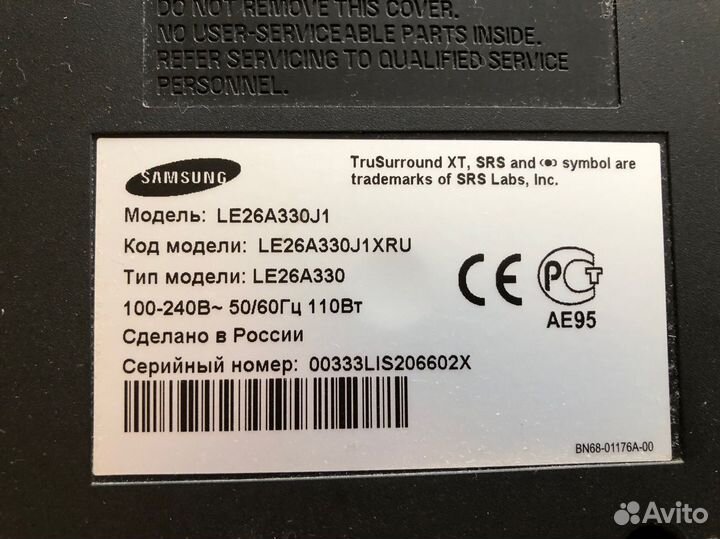 DO NOT REMOVE THIS COVER.
NO USER-SERVICEABLE PARTS INSIDE.
REFER SERVICING TO QUALIFIED SERVICE
PERSONNEL.
SAMSUNG
TruSurround XT, SRS and (●) symbol are
trademarks of SRS Labs, Inc.
Модель: LE26A330J1
Код модели: LE26A330J1XRU
Тип модели: LE26A330
100-240В~ 50/60Гц 110Вт
Сделано в России
Серийный номер: 00333LIS206602X
CE
РСТ
АЕ95
BN68-01176A-00
Avito